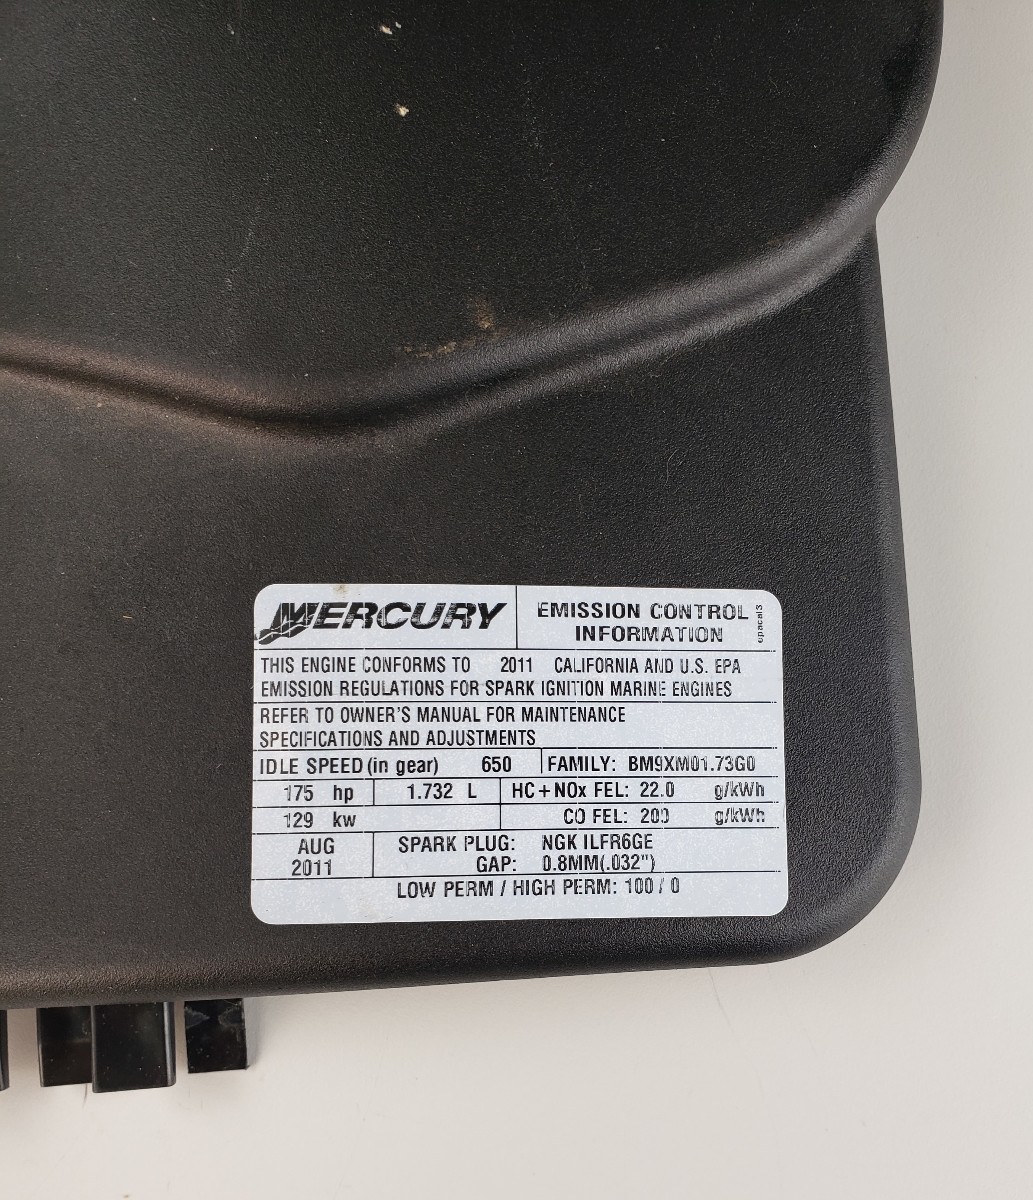 MERCURY
EMISSION CONTROL
INFORMATION
epacal3
THIS ENGINE CONFORMS TO 2011 CALIFORNIA AND U.S. EPA
EMISSION REGULATIONS FOR SPARK IGNITION MARINE ENGINES
REFER TO OWNER'S MANUAL FOR MAINTENANCE
SPECIFICATIONS AND ADJUSTMENTS
IDLE SPEED (in gear) 650 FAMILY: BM9XM01.73G0
175 hp 1.732 L HC + NOx FEL: 22.0 g/kWh
129 kw CO FEL: 200 g/kWh
AUG SPARK PLUG: NGK ILFR6GE
2011 GAP: 0.8MM(.032")
LOW PERM / HIGH PERM: 100 / 0